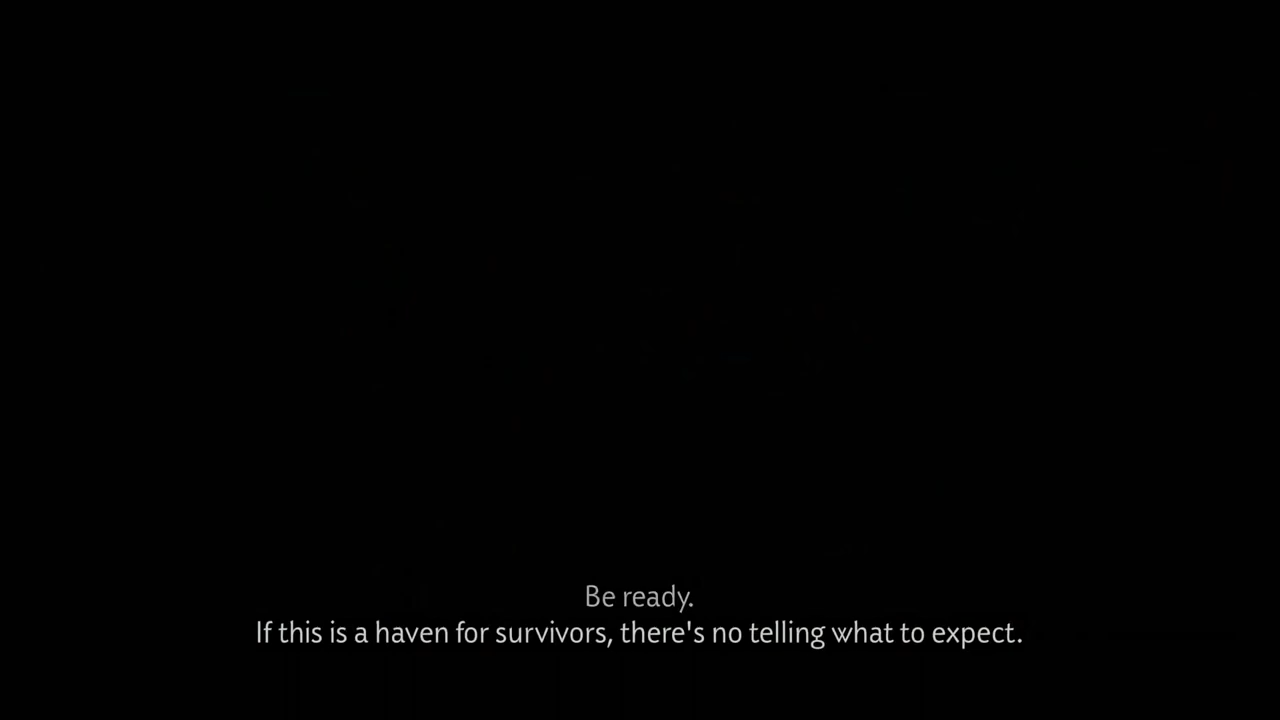 Be ready.
If this is a haven for survivors, there's no telling what to expect.